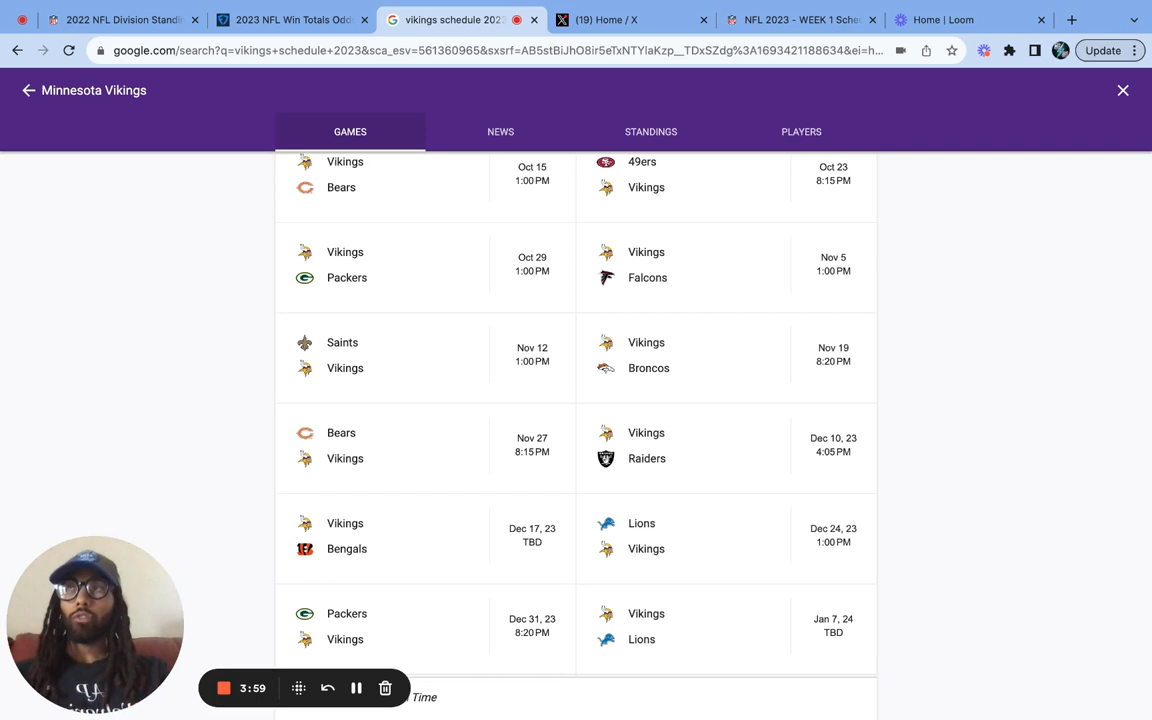 2022 NFL Division Standi
2023 NFL Win Totals Odd
vikings schedule 202
(19) Home / X
NFL 2023 - WEEK 1 Sche
Home | Loom
google.com/search?q=vikings+schedule+2023&sca_esv=561360965&sxsrf=AB5stBiJhO8ir5eTxNTYlaKzp__TDxSZdg%3A1693421188634&ei=h...
Update
Minnesota Vikings
GAMES
NEWS
STANDINGS
PLAYERS
Vikings
Bears
Oct 15
1:00 PM
49ers
Vikings
Oct 23
8:15 PM
Vikings
Packers
Oct 29
1:00 PM
Vikings
Falcons
Nov 5
1:00 PM
Saints
Vikings
Nov 12
1:00 PM
Vikings
Broncos
Nov 19
8:20 PM
Bears
Vikings
Nov 27
8:15 PM
Vikings
Raiders
Dec 10, 23
4:05 PM
Vikings
Bengals
Dec 17, 23
TBD
Lions
Vikings
Dec 24, 23
1:00 PM
Packers
Vikings
Dec 31, 23
8:20 PM
Vikings
Lions
Jan 7, 24
TBD
3:59
Time